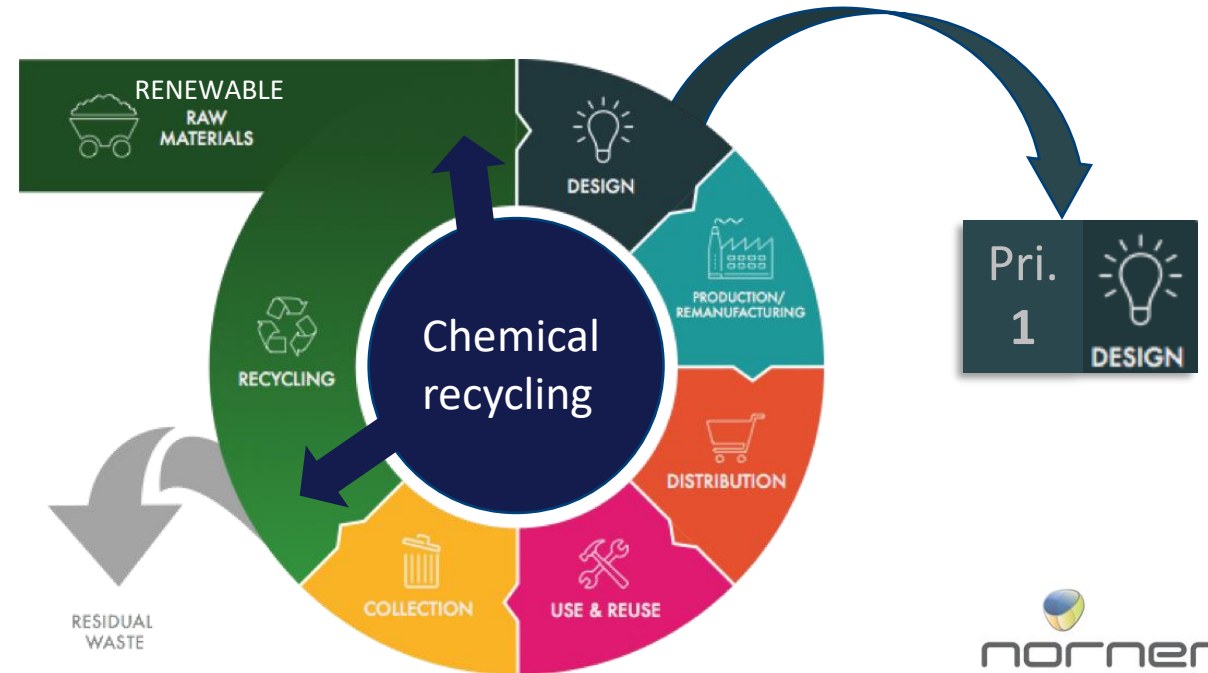 RENEWABLE
RAW
MATERIALS
DESIGN
PRODUCTION/
REMANUFACTURING
Pri.
1
DESIGN
Chemical
recycling
RECYCLING
DISTRIBUTION
COLLECTION
USE & REUSE
RESIDUAL
WASTE
norner